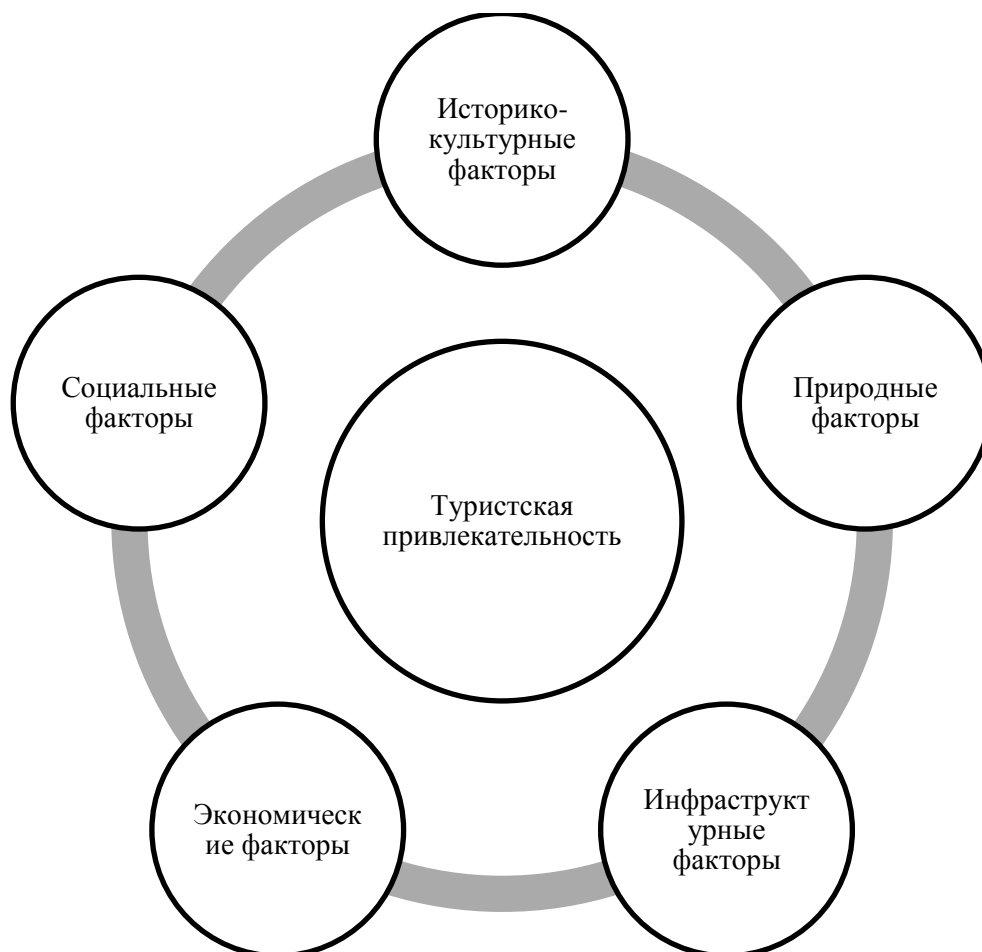 Историко-
культурные
факторы
Социальные
факторы
Природные
факторы
Туристская
привлекательность
Экономическ
ие факторы
Инфраструкт
урные
факторы